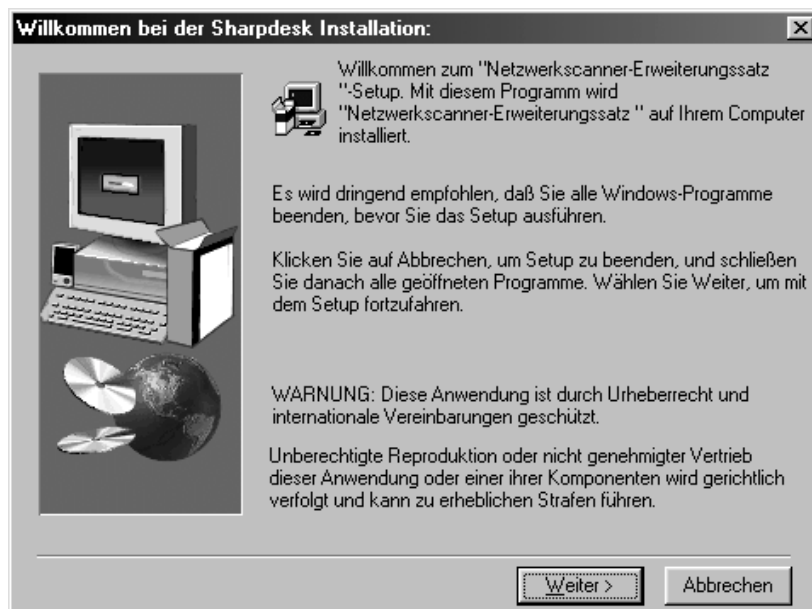 Willkommen bei der Sharpdesk Installation:
Willkommen zum "Netzwerkscanner-Erweiterungssatz
"-Setup. Mit diesem Programm wird
"Netzwerkscanner-Erweiterungssatz " auf Ihrem Computer
installiert.
Es wird dringend empfohlen, daß Sie alle Windows-Programme
beenden, bevor Sie das Setup ausführen.
Klicken Sie auf Abbrechen, um Setup zu beenden, und schließen
Sie danach alle geöffneten Programme. Wählen Sie Weiter, um mit
dem Setup fortzufahren.
WARNUNG: Diese Anwendung ist durch Urheberrecht und
internationale Vereinbarungen geschützt.
Unberechtigte Reproduktion oder nicht genehmigter Vertrieb
dieser Anwendung oder einer ihrer Komponenten wird gerichtlich
verfolgt und kann zu erheblichen Strafen führen.
Weiter >
Abbrechen